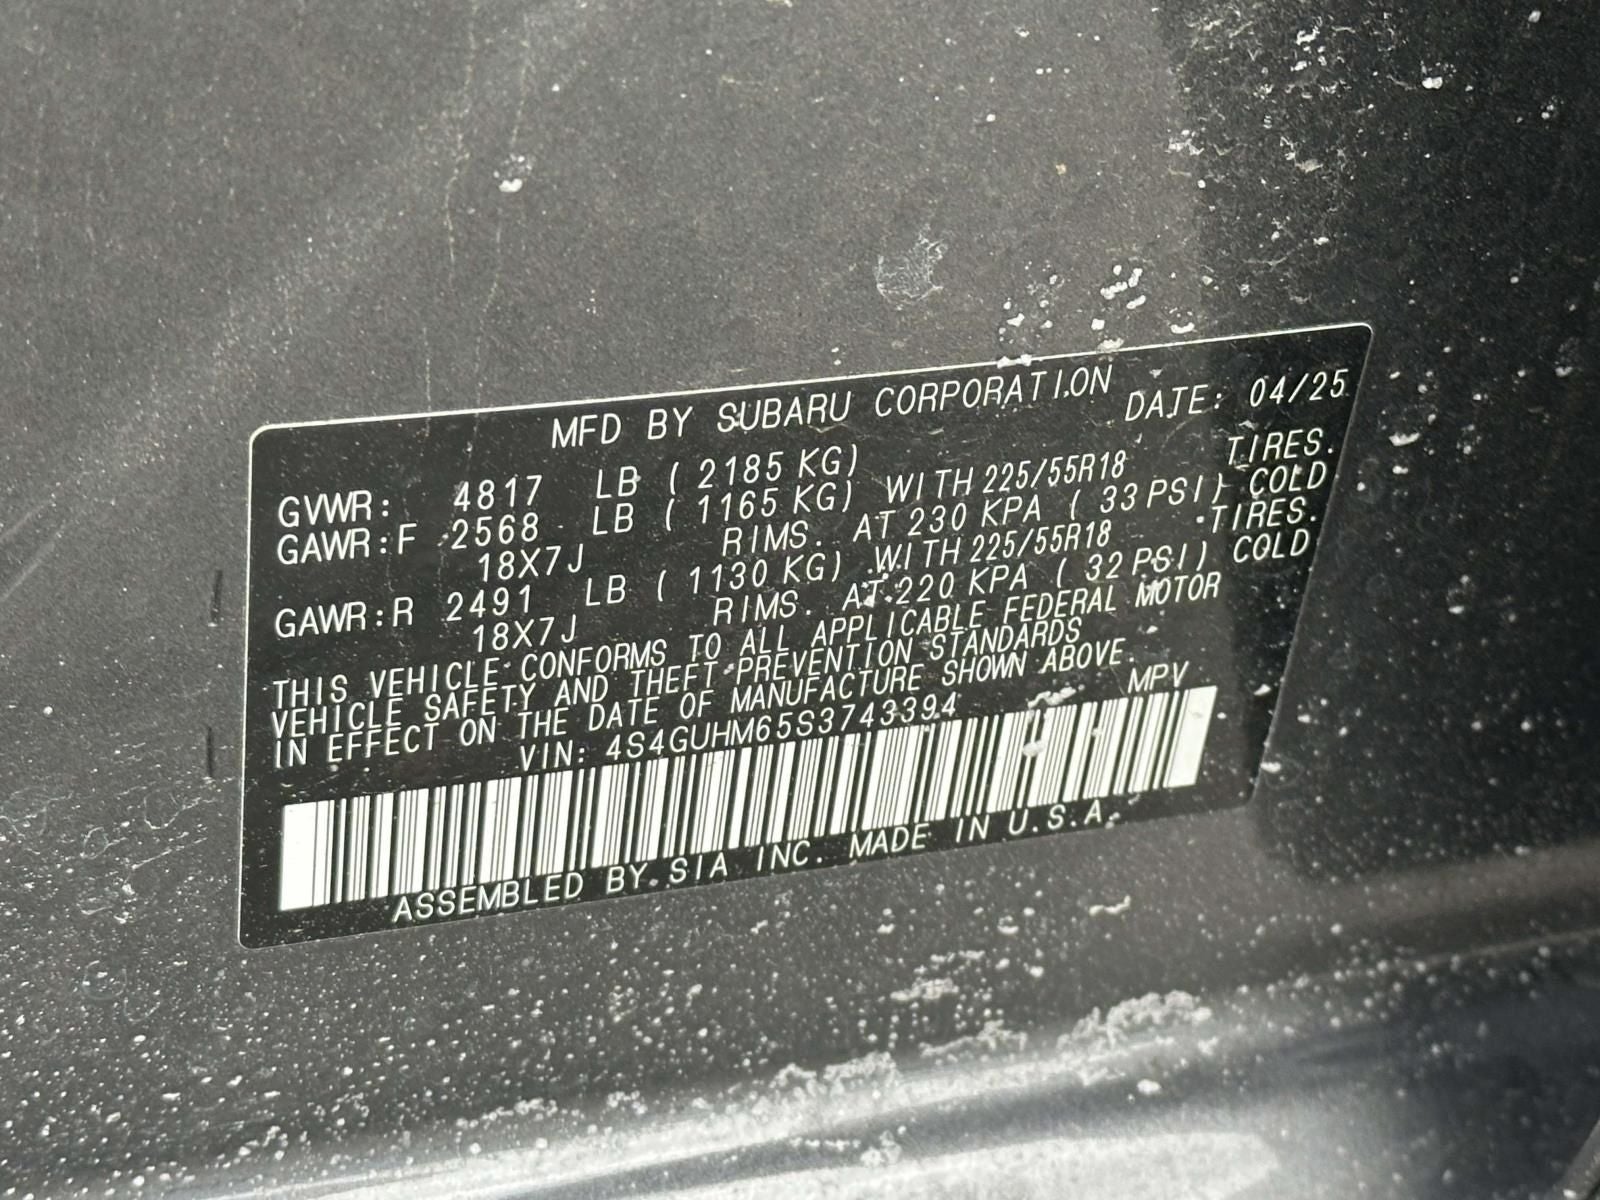 MFD BY SUBARU CORPORATION DATE: 04/25
GVWR: 4817 LB ( 2185 KG)
GAWR:F 2568 LB ( 1165 KG) WITH 225/55R18 TIRES.
18X7J RIMS. AT 230 KPA ( 33 PSI) COLD
GAWR:R 2491 LB ( 1130 KG) WITH 225/55R18 TIRES.
18X7J RIMS. AT 220 KPA ( 32 PSI) COLD
THIS VEHICLE CONFORMS TO ALL APPLICABLE FEDERAL MOTOR
VEHICLE SAFETY AND THEFT PREVENTION STANDARDS
IN EFFECT ON THE DATE OF MANUFACTURE SHOWN ABOVE.
VIN: 4S4GUHM65S3743394 MPV
ASSEMBLED BY SIA INC. MADE IN U.S.A.